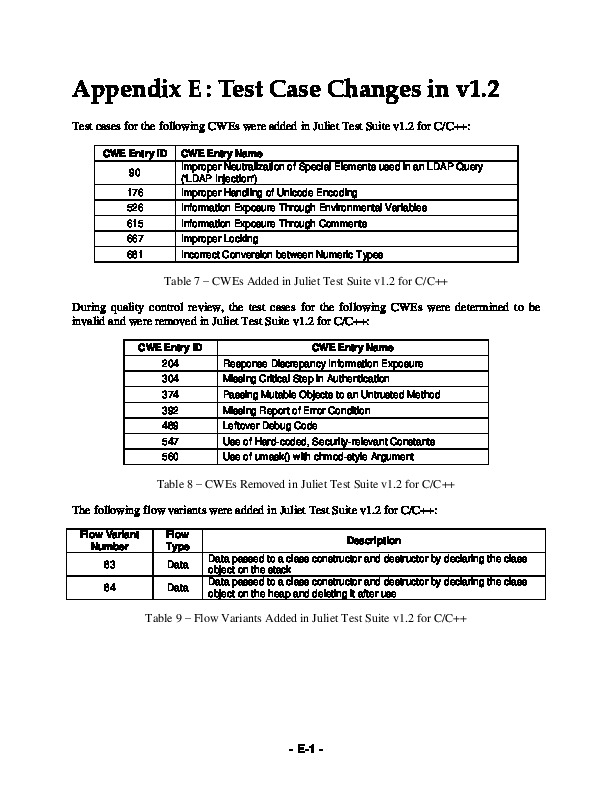 Appendix E: Test Case Changes in v1.2
Test cases for the following CWEs were added in Juliet Test Suite v1.2 for C/C++:
CWE Entry ID CWE Entry Name
90 Improper Neutralization of Special Elements used in an LDAP Query
('LDAP Injection')
176 Improper Handling of Unicode Encoding
526 Information Exposure Through Environmental Variables
615 Information Exposure Through Comments
667 Improper Locking
681 Incorrect Conversion between Numeric Types
Table 7 – CWEs Added in Juliet Test Suite v1.2 for C/C++
During quality control review, the test cases for the following CWEs were determined to be
invalid and were removed in Juliet Test Suite v1.2 for C/C++:
CWE Entry ID CWE Entry Name
204 Response Discrepancy Information Exposure
304 Missing Critical Step in Authentication
374 Passing Mutable Objects to an Untrusted Method
392 Missing Report of Error Condition
489 Leftover Debug Code
547 Use of Hard-coded, Security-relevant Constants
560 Use of umask() with chmod-style Argument
Table 8 – CWEs Removed in Juliet Test Suite v1.2 for C/C++
The following flow variants were added in Juliet Test Suite v1.2 for C/C++:
Flow Variant Number Flow Type Description
83 Data Data passed to a class constructor and destructor by declaring the class
object on the stack
84 Data Data passed to a class constructor and destructor by declaring the class
object on the heap and deleting it after use
Table 9 – Flow Variants Added in Juliet Test Suite v1.2 for C/C++
- E-1 -